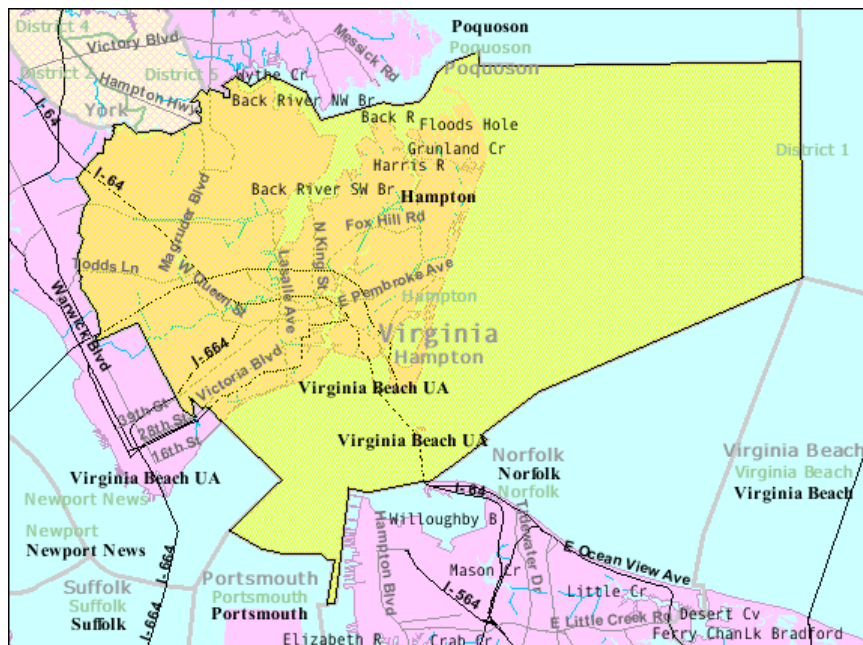 District 4
Poquoson
Victory Blvd
Messick Rd
Poquoson
District 2
District 5
Poquoson
Wythe Cr
Hampton Hwy
I-64
York
Back River NW Br
Back R
Floods Hole
Grunland Cr
District 1
Harris R
I-64
Back River SW Br
Hampton
Magruder Blvd
Fox Hill Rd
N King St
Todds Ln
W Queen St
Lasalle Ave
E Pembroke Ave
Hampton
Warwick Blvd
Virginia
Hampton
I-664
Victoria Blvd
Virginia Beach UA
39th St
28th St
16th St
Virginia Beach UA
Virginia Beach UA
Norfolk
Norfolk
Norfolk
Virginia Beach
Virginia Beach
Virginia Beach
I-64
Newport News
Newport
Newport News
Willoughby B
Hampton Blvd
Tidewater Dr
E Ocean View Ave
I-664
Suffolk
Suffolk
Suffolk
Portsmouth
Portsmouth
Portsmouth
Mason Cr
I-564
Little Cr
I-664
E Little Creek Rd
Desert Cv
Elizabeth R
Crab Cr
Ferry Chan
Lk Bradford